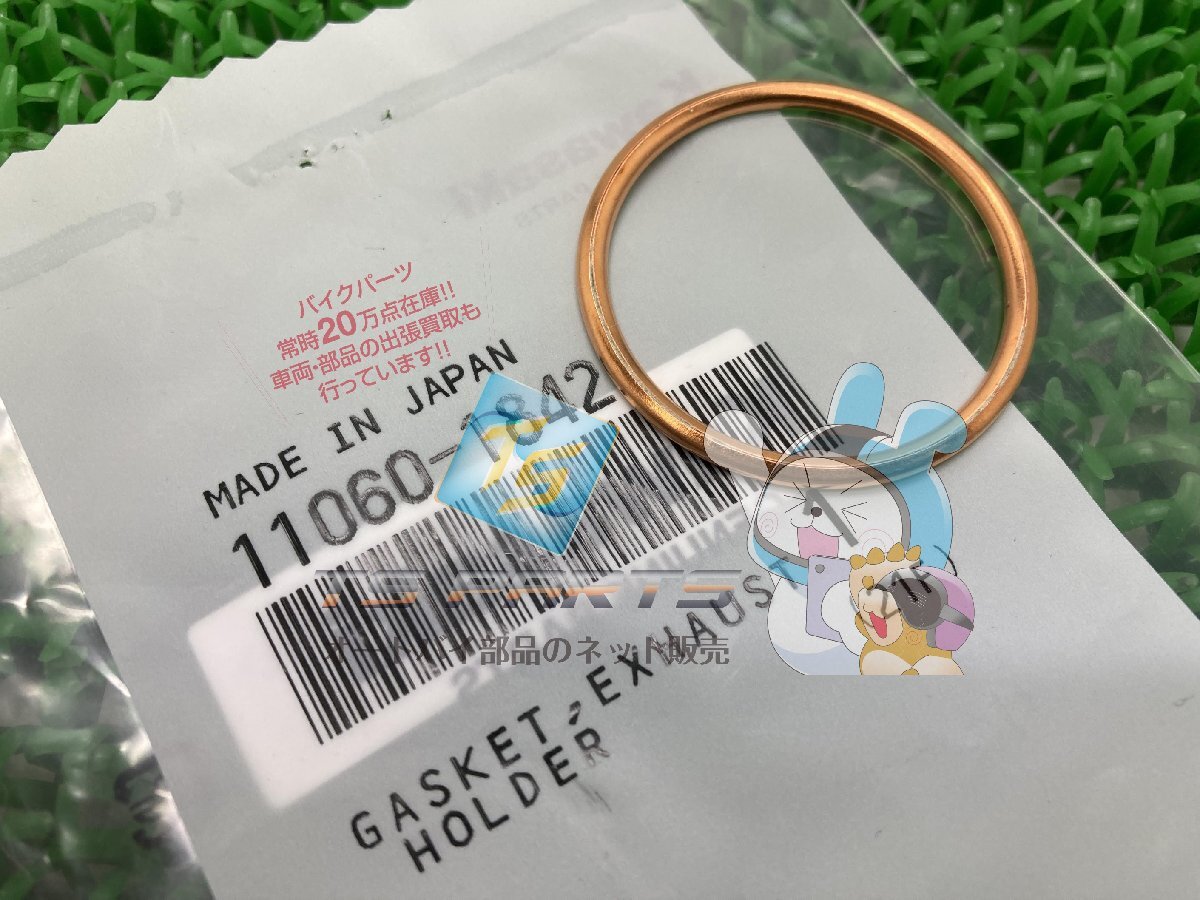 バイクパーツ
常時20万点在庫!!
車両・部品の出張買取も
行っています!!
MADE IN JAPAN
11060-1842
TS
TS PARTS
オートバイ部品のネット販売
GASKET,EXHAUST
HOLDER